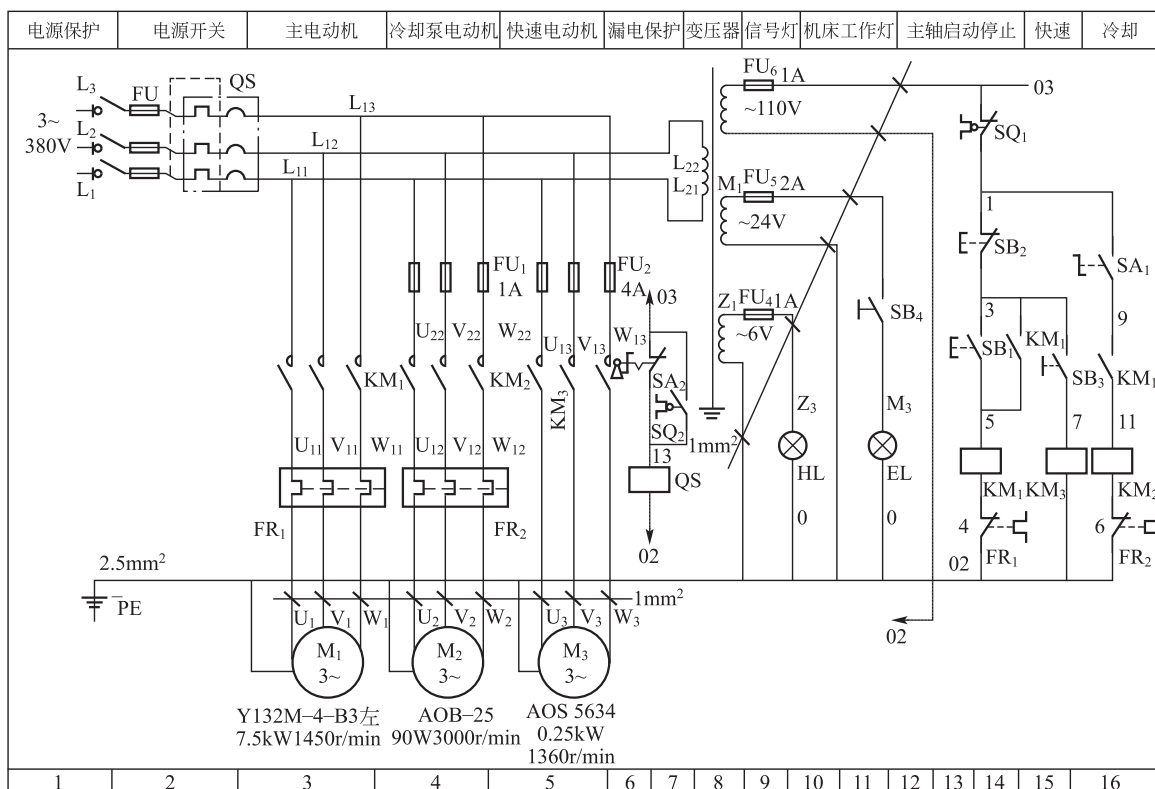 电源保护 电源开关 主电动机 冷却泵电动机 快速电动机 漏电保护 变压器 信号灯 机床工作灯 主轴启动停止 快速 冷却
L₃ FU QS L₁₃ FU₆ 1A 03
3~ ~110V SQ₁
380V L₂ L₁₂ L₂₂
L₁ L₁₁ L₂₁ M₁ FU₅ 2A 1
~24V SB₂
FU₁ FU₂ SA₁
1A 4A 03
Z₁ FU₄ 1A SB₄ 3 9
U₂₂ V₂₂ W₂₂ U₁₃ V₁₃ W₁₃ ~6V SB₁ KM₁
KM₁ KM₂ KM₃ SA₂ SB₃ KM₁
SQ₂ Z₃ M₃ 5 7 11
U₁₁ V₁₁ W₁₁ U₁₂ V₁₂ W₁₂ 13 1mm²
QS HL EL KM₁ KM₃ KM₂
FR₁ FR₂ 0 0 4 6
02 02 FR₁ FR₂
2.5mm²
PE 1mm²
U₁ V₁ W₁ U₂ V₂ W₂ U₃ V₃ W₃ 02
M₁ M₂ M₃
3~ 3~ 3~
Y132M–4–B3左 AOB–25 AOS 5634
7.5kW1450r/min 90W3000r/min 0.25kW
1360r/min
1 2 3 4 5 6 7 8 9 10 11 12 13 14 15 16